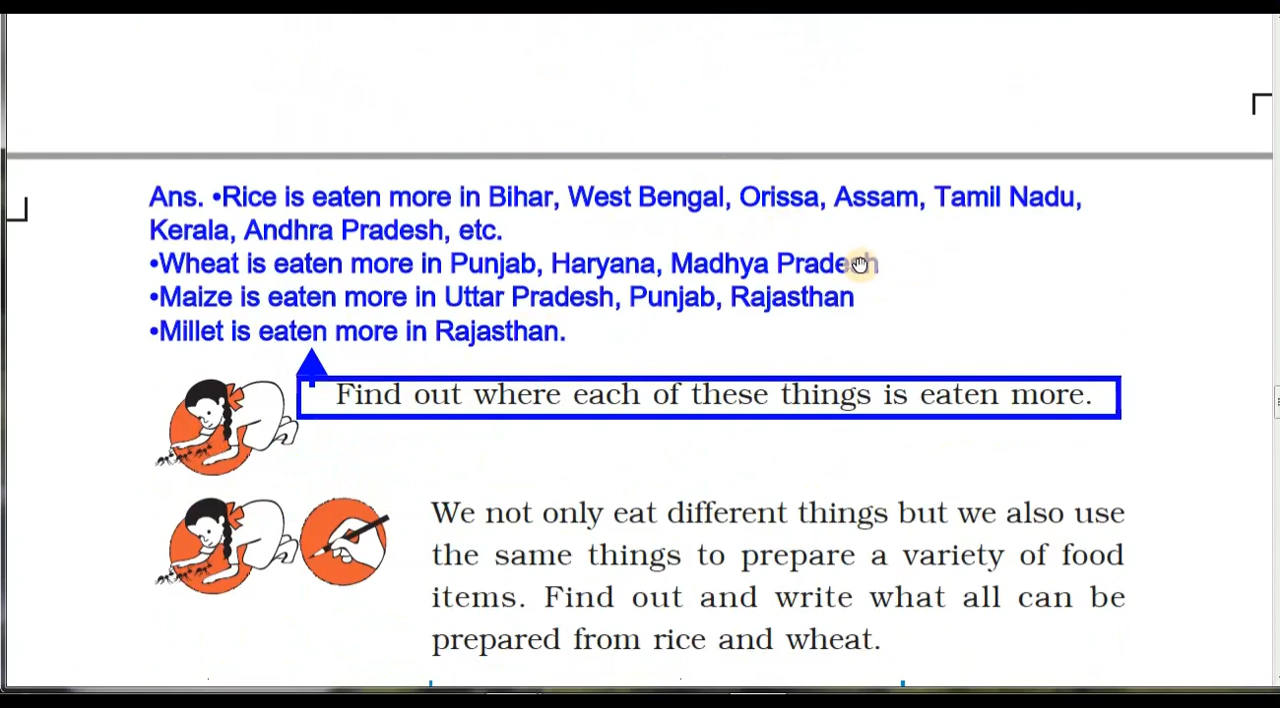 Ans. •Rice is eaten more in Bihar, West Bengal, Orissa, Assam, Tamil Nadu,
Kerala, Andhra Pradesh, etc.
•Wheat is eaten more in Punjab, Haryana, Madhya Pradesh
•Maize is eaten more in Uttar Pradesh, Punjab, Rajasthan
•Millet is eaten more in Rajasthan.
Find out where each of these things is eaten more.
We not only eat different things but we also use
the same things to prepare a variety of food
items. Find out and write what all can be
prepared from rice and wheat.